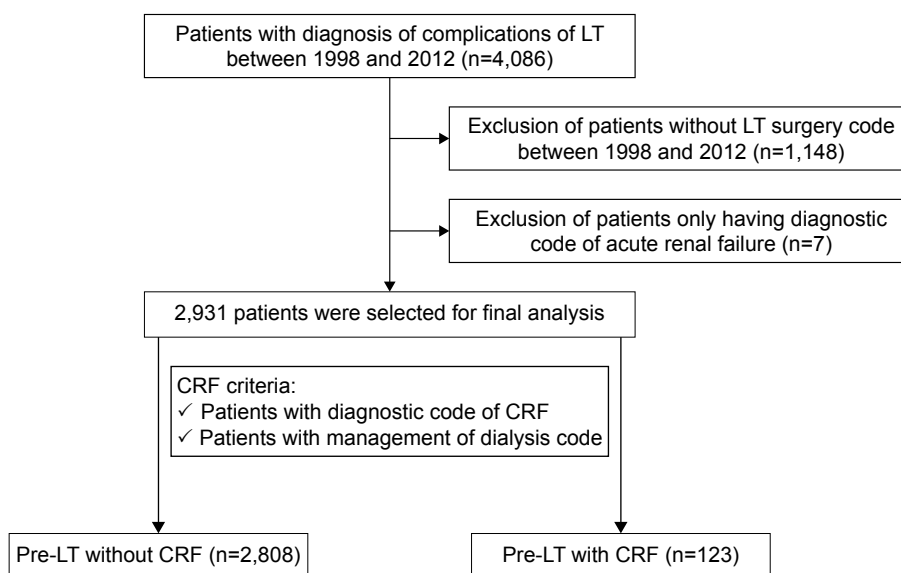 Patients with diagnosis of complications of LT
between 1998 and 2012 (n=4,086)
Exclusion of patients without LT surgery code
between 1998 and 2012 (n=1,148)
Exclusion of patients only having diagnostic
code of acute renal failure (n=7)
2,931 patients were selected for final analysis
CRF criteria:
✓ Patients with diagnostic code of CRF
✓ Patients with management of dialysis code
Pre-LT without CRF (n=2,808)
Pre-LT with CRF (n=123)